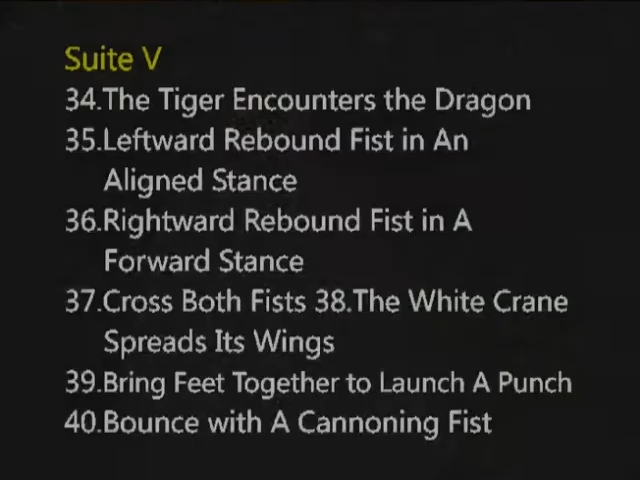 Suite V
34.The Tiger Encounters the Dragon
35.Leftward Rebound Fist in An
Aligned Stance
36.Rightward Rebound Fist in A
Forward Stance
37.Cross Both Fists 38.The White Crane
Spreads Its Wings
39.Bring Feet Together to Launch A Punch
40.Bounce with A Cannoning Fist